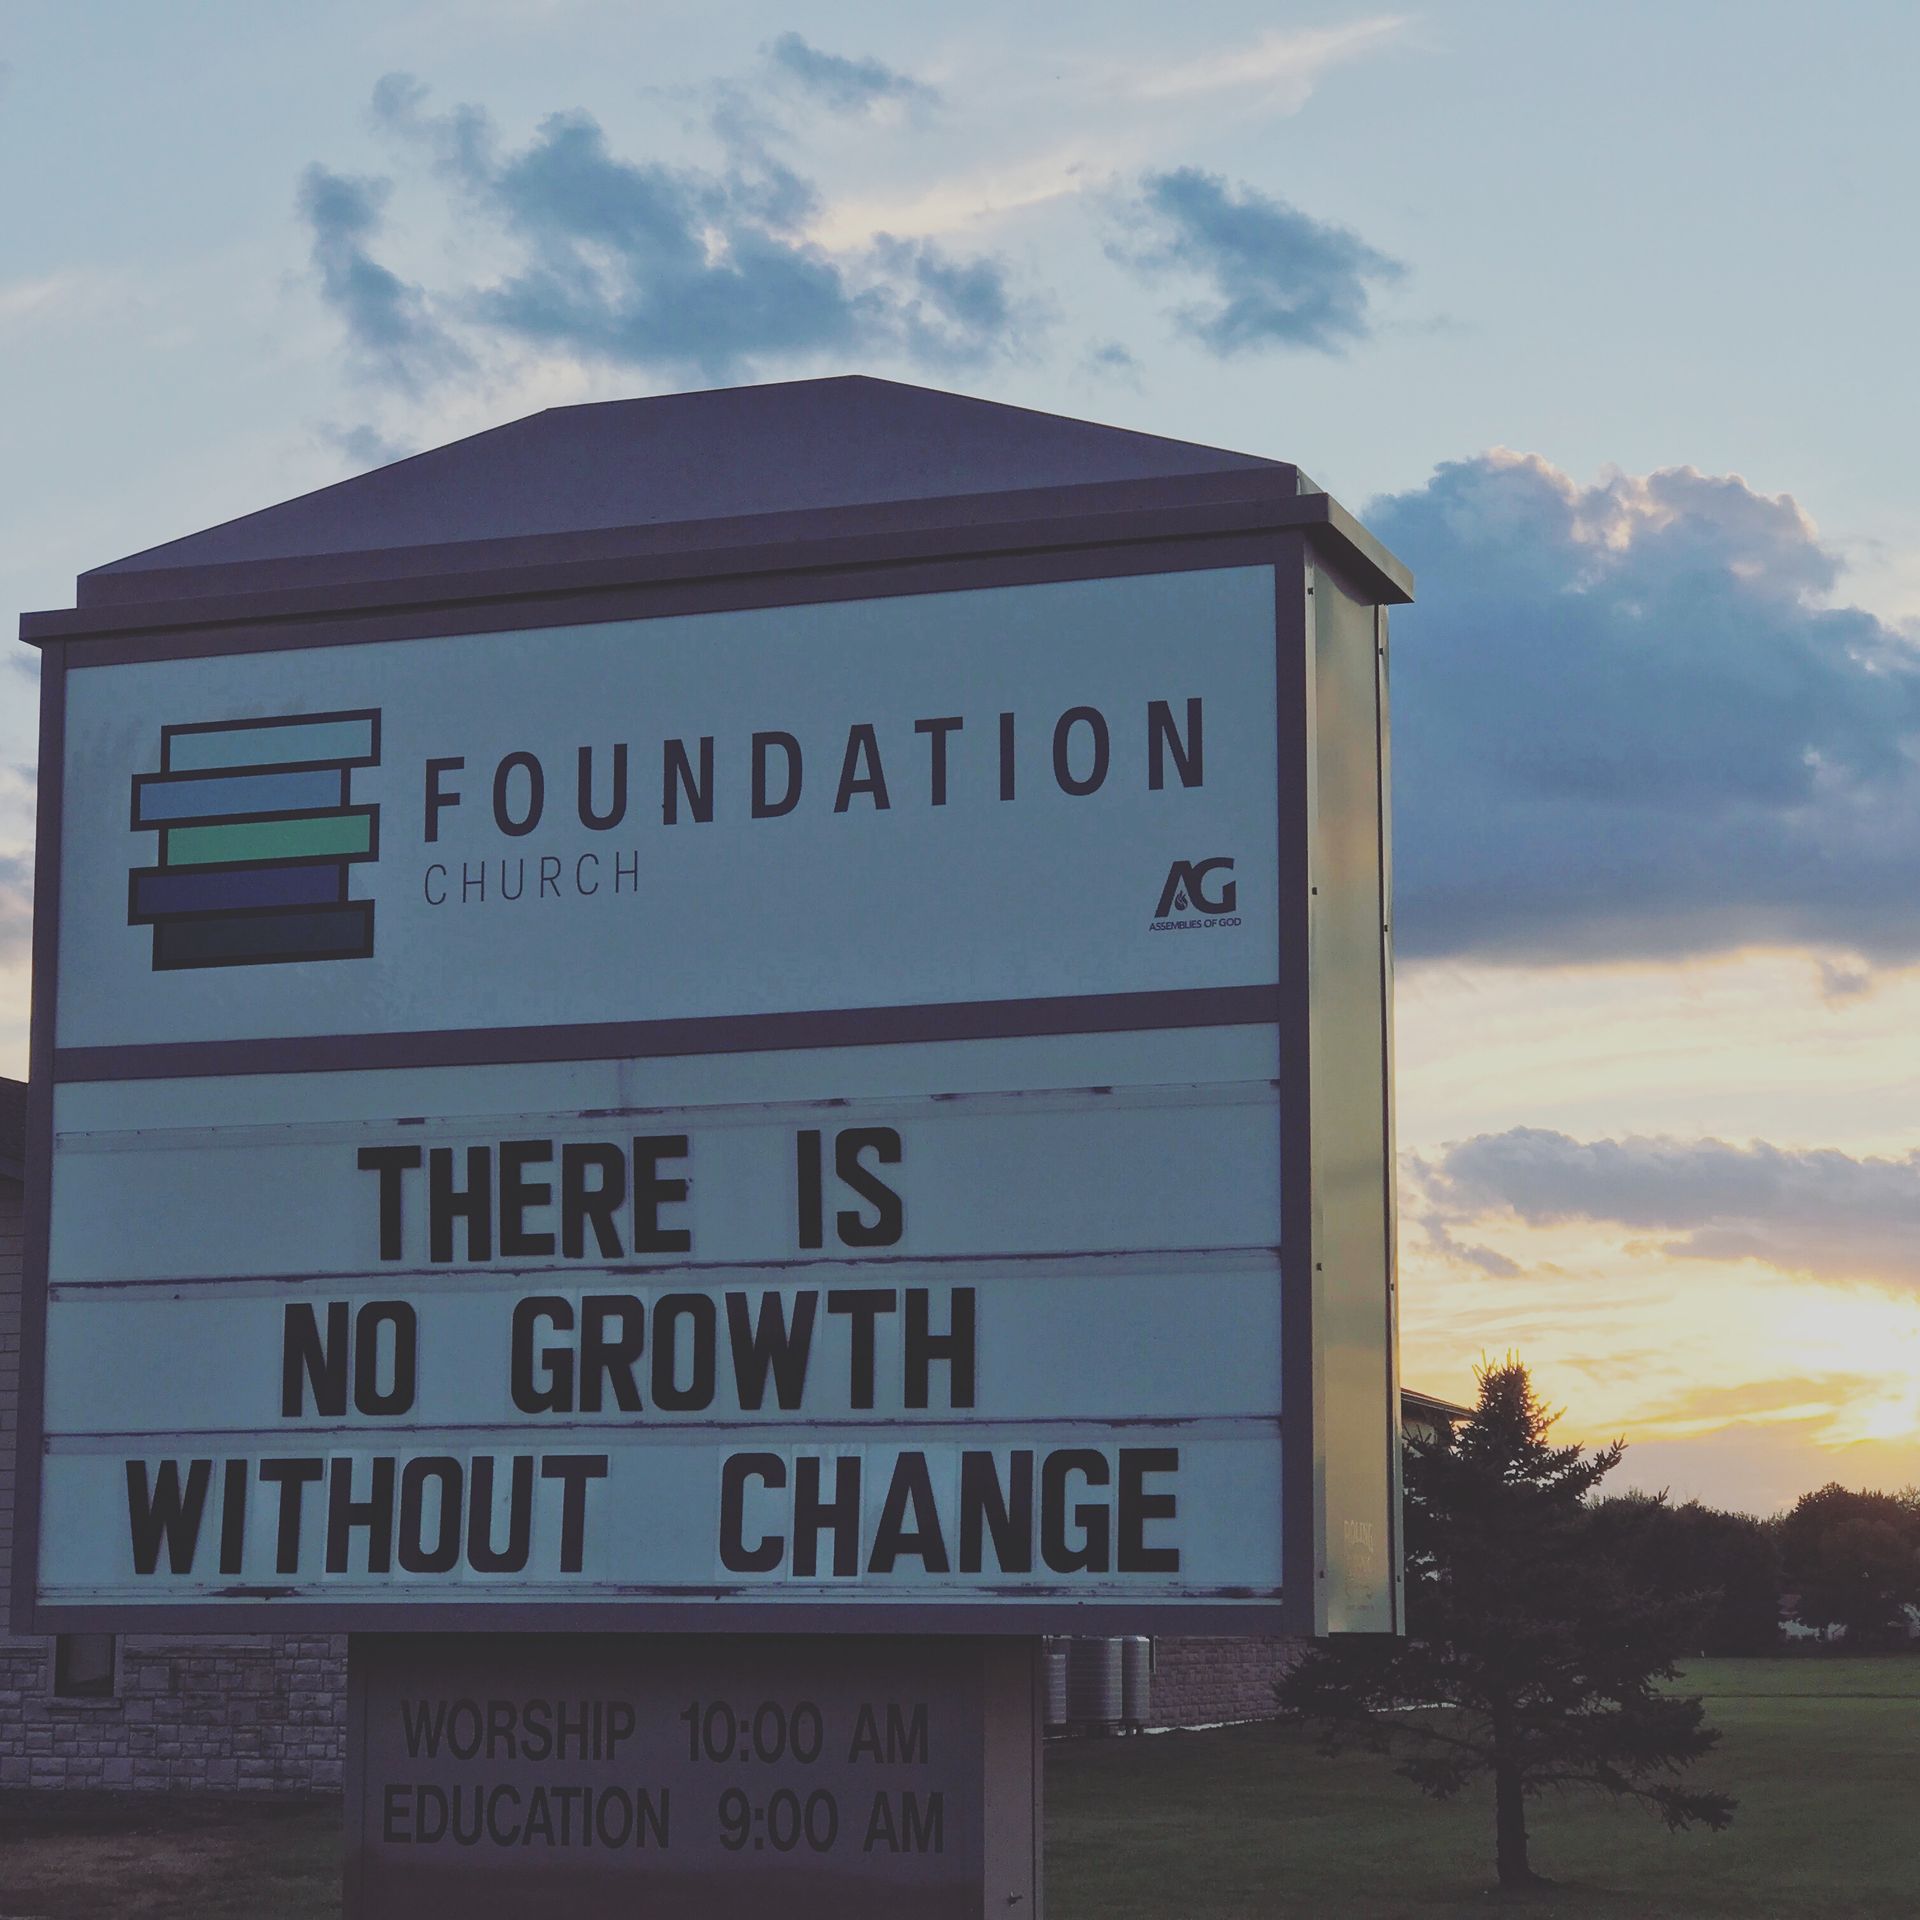 FOUNDATION
CHURCH
AG
ASSEMBLIES OF GOD
THERE IS
NO GROWTH
WITHOUT CHANGE
WORSHIP 10:00 AM
EDUCATION 9:00 AM